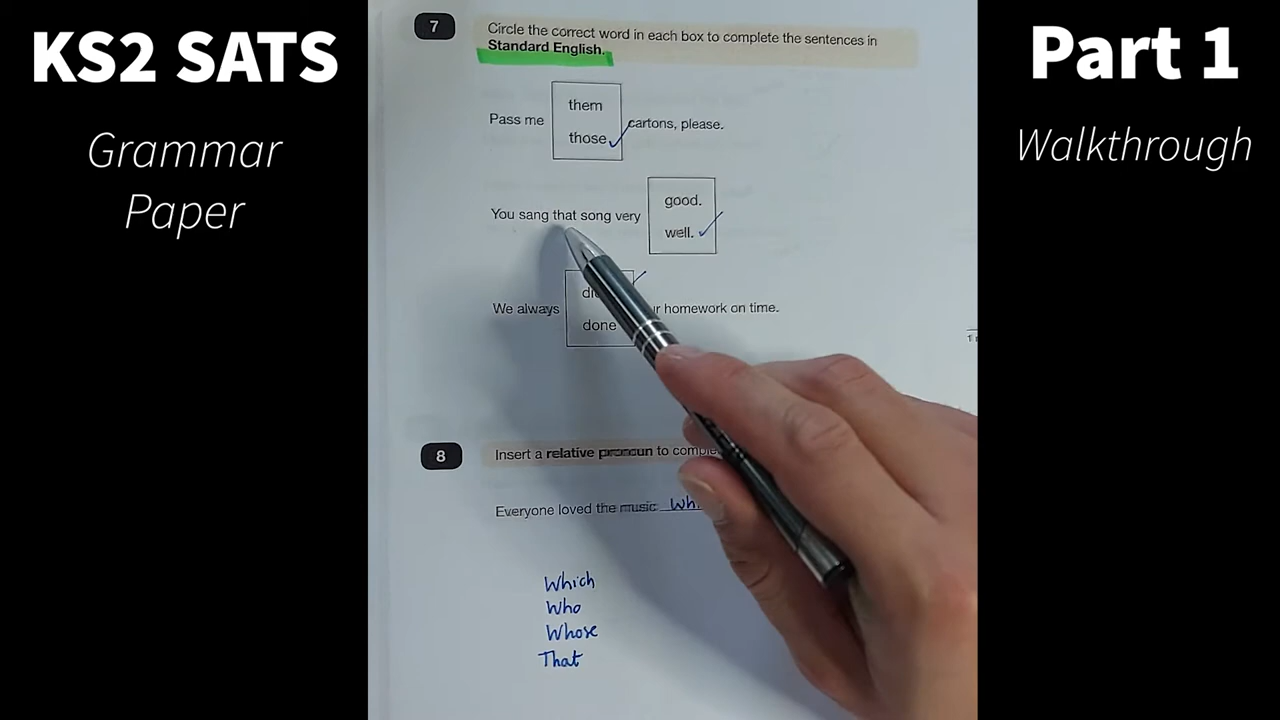 KS2 SATS
Grammar
Paper
Part 1
Walkthrough
7
Circle the correct word in each box to complete the sentences in
Standard English.
them
Pass me
cartons, please.
those
good.
You sang that song very
well.
We always
homework on time.
done
8
Insert a relative pronoun to
Everyone loved the music
Which
Who
Whose
That